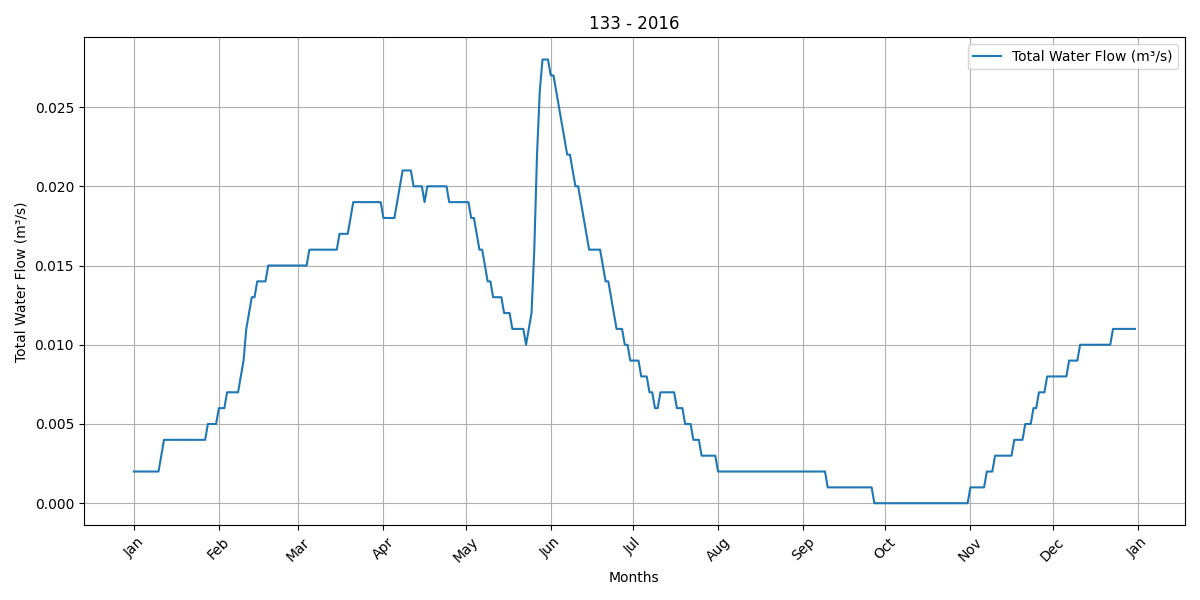 133 - 2016
Total Water Flow (m³/s)
Total Water Flow (m³/s)
0.025
0.020
0.015
0.010
0.005
0.000
Jan Feb Mar Apr May Jun Jul Aug Sep Oct Nov Dec Jan
Months